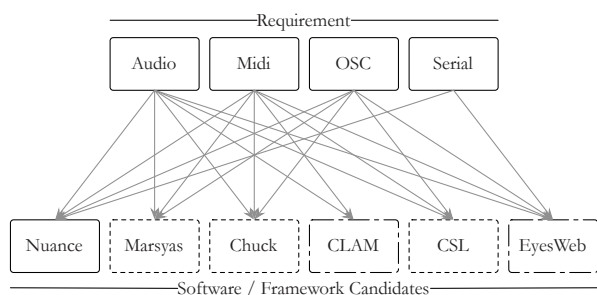 Requirement
Audio Midi OSC Serial
Nuance Marsyas Chuck CLAM CSL EyesWeb
Software / Framework Candidates